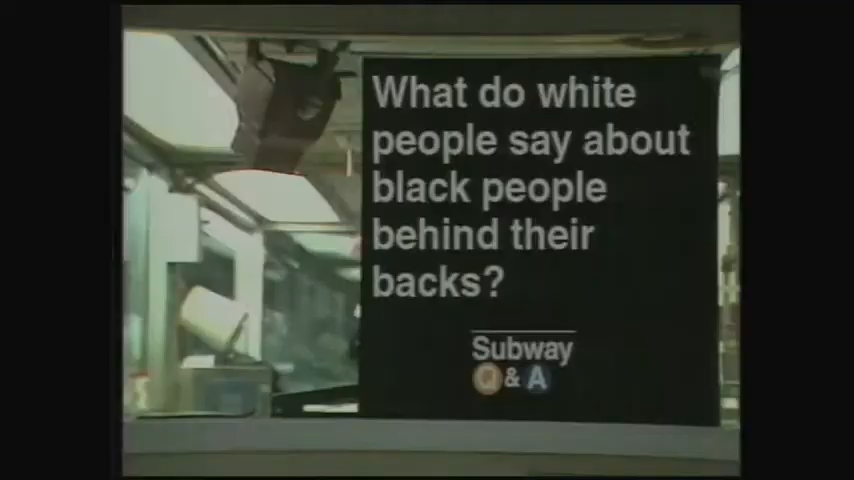 What do white
people say about
black people
behind their
backs?
Subway
Q & A